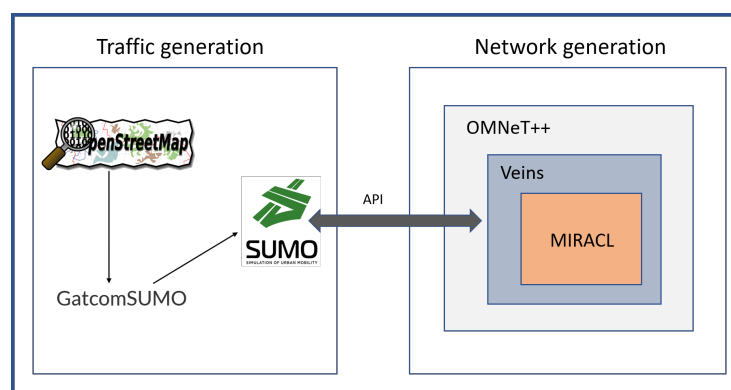 Traffic generation
Network generation
OpenStreetMap
GatcomSUMO
SUMO
SIMULATION OF URBAN MOBILITY
API
OMNeT++
Veins
MIRACL